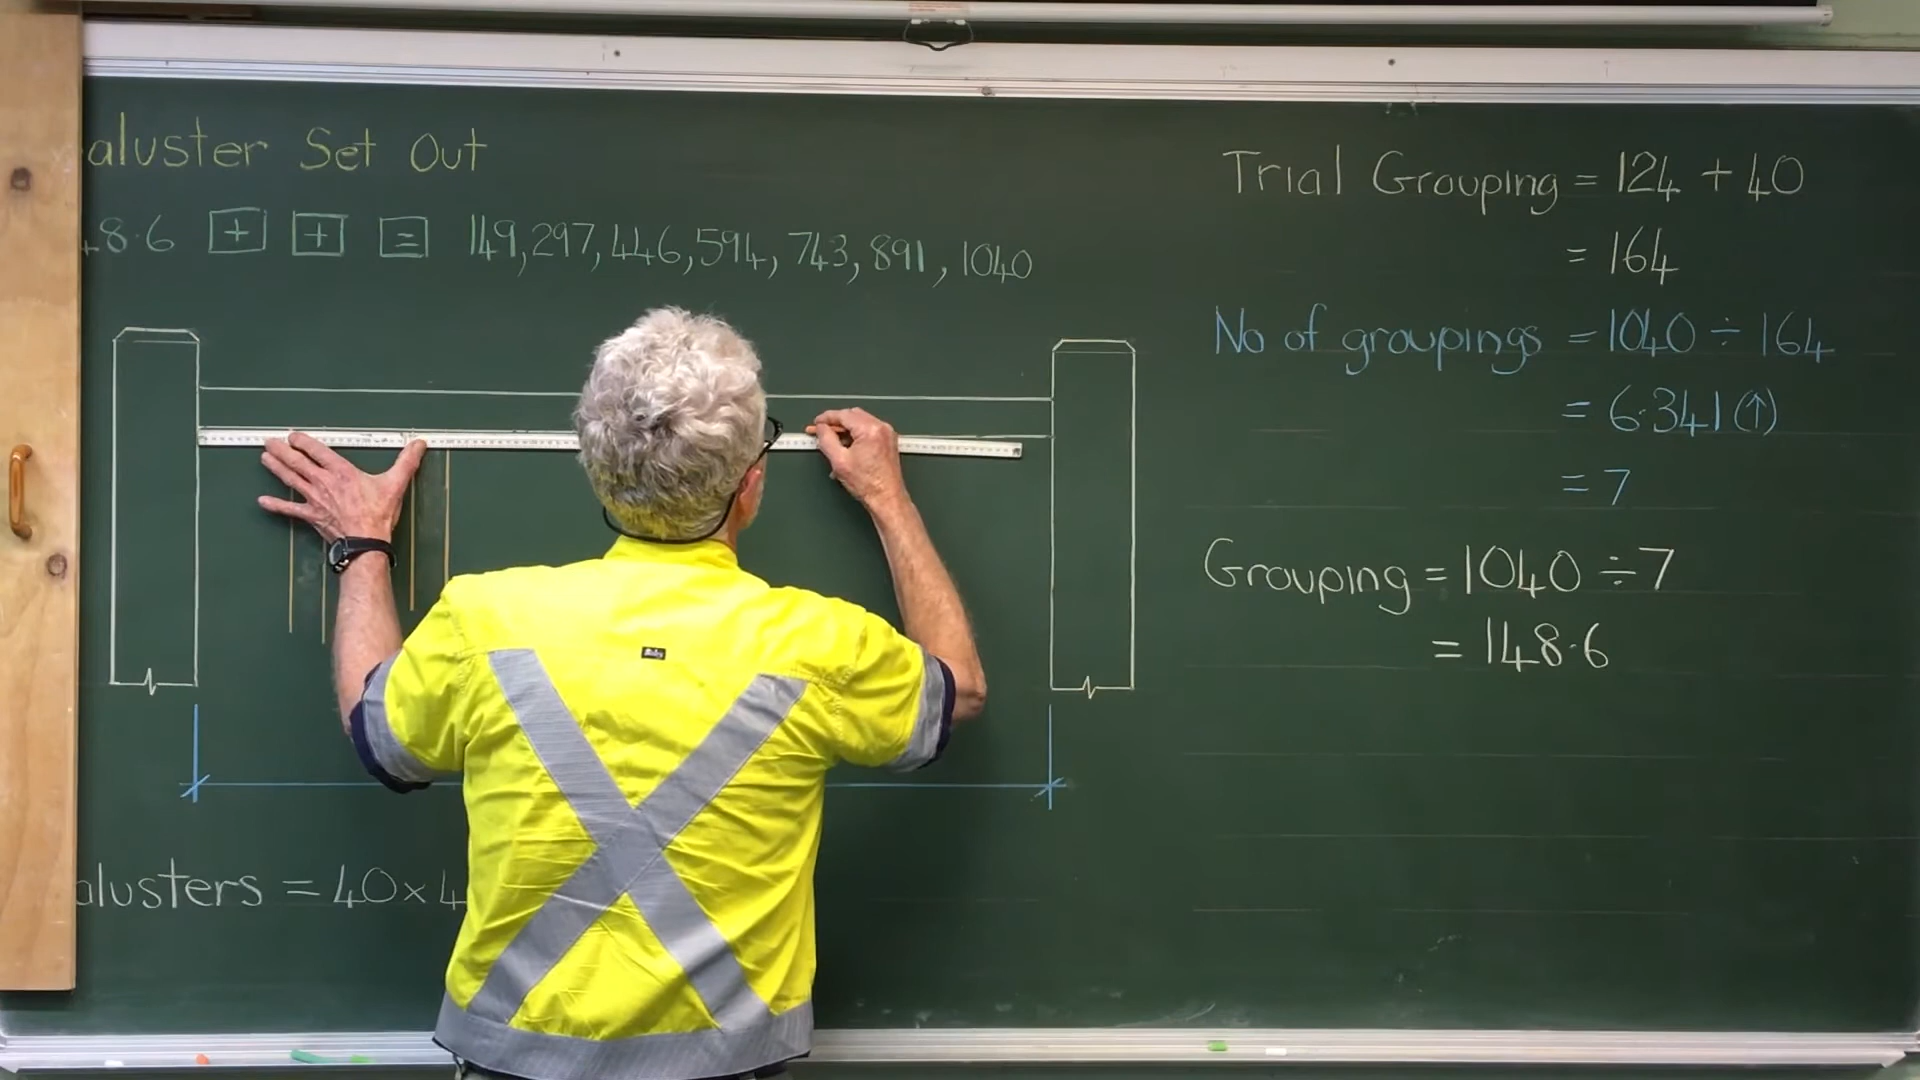 aluster Set Out
48.6 + + = 149, 297, 446, 594, 743, 891, 1040
alusters = 40 x 4
Trial Grouping = 124 + 40
= 164
No of groupings = 1040 ÷ 164
= 6.341 (↑)
= 7
Grouping = 1040 ÷ 7
= 148.6